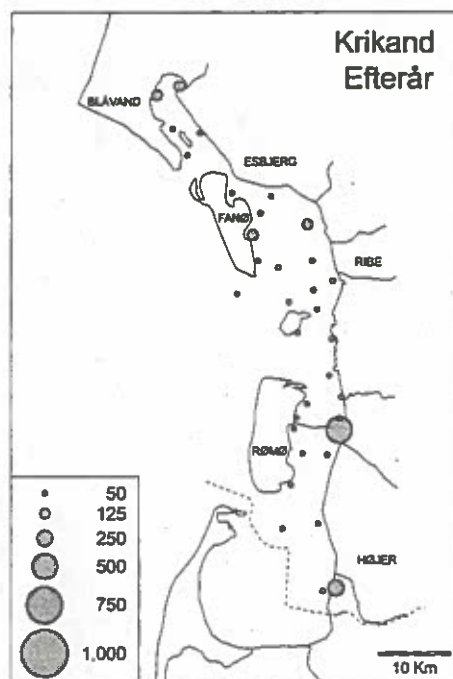 Krikand
Efterår
BLÅVAND
ESBJERG
FANØ
RIBE
RØMØ
HØJER
50
125
250
500
750
1.000
10 Km